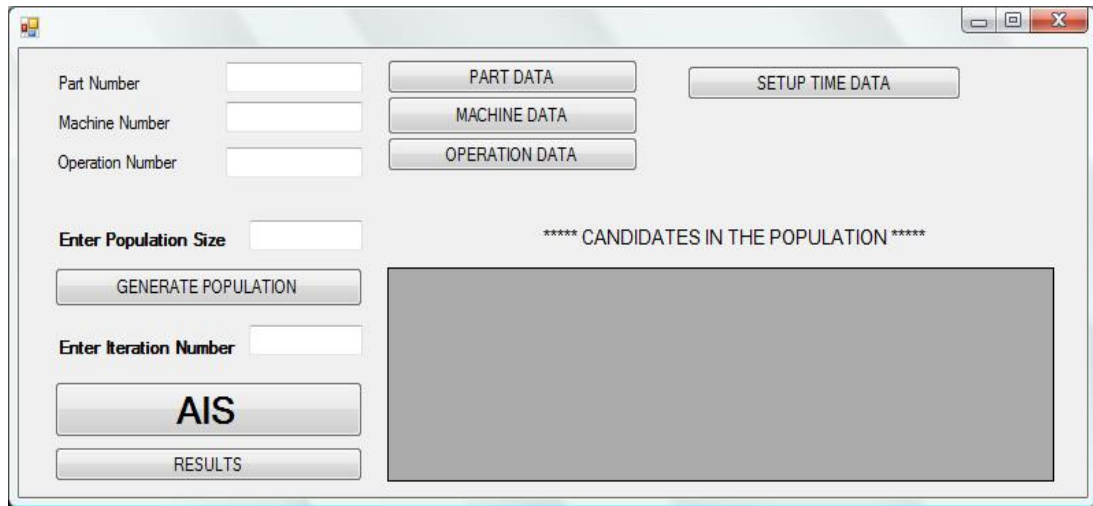 Part Number
PART DATA
SETUP TIME DATA
Machine Number
MACHINE DATA
Operation Number
OPERATION DATA
Enter Population Size
***** CANDIDATES IN THE POPULATION *****
GENERATE POPULATION
Enter Iteration Number
AIS
RESULTS